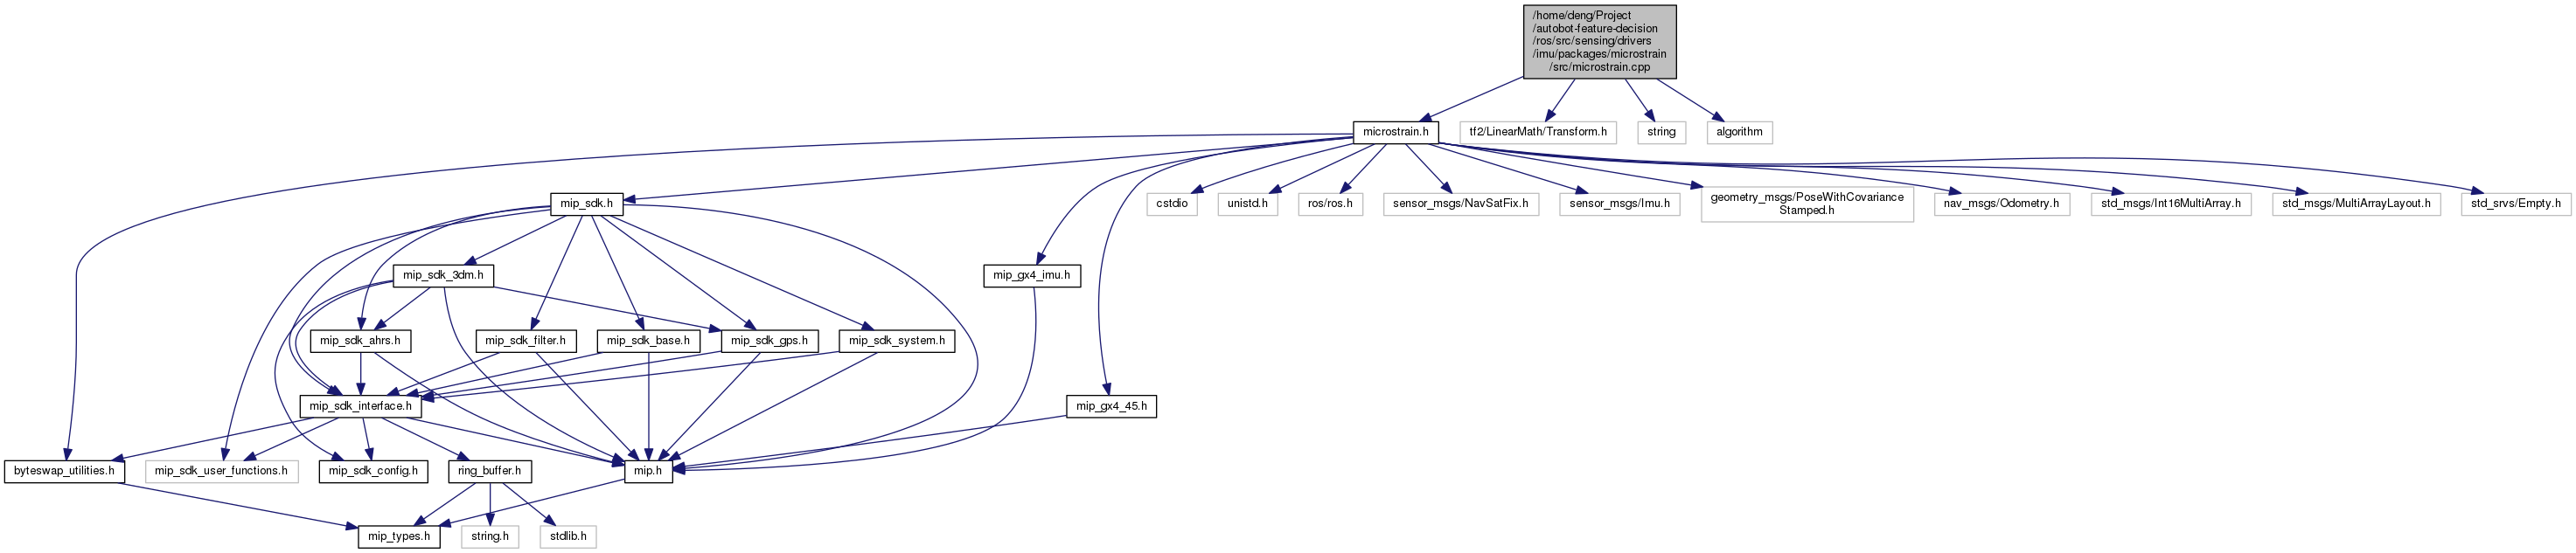 /home/deng/Project
/autobot-feature-decision
/ros/src/sensing/drivers
/imu/packages/microstrain
/src/microstrain.cpp
microstrain.h
tf2/LinearMath/Transform.h
string
algorithm
mip_sdk.h
cstdio
unistd.h
ros/ros.h
sensor_msgs/NavSatFix.h
sensor_msgs/Imu.h
geometry_msgs/PoseWithCovariance
Stamped.h
nav_msgs/Odometry.h
std_msgs/Int16MultiArray.h
std_msgs/MultiArrayLayout.h
std_srvs/Empty.h
mip_sdk_3dm.h
mip_gx4_imu.h
mip_sdk_ahrs.h
mip_sdk_filter.h
mip_sdk_base.h
mip_sdk_gps.h
mip_sdk_system.h
mip_sdk_interface.h
mip_gx4_45.h
byteswap_utilities.h
mip_sdk_user_functions.h
mip_sdk_config.h
ring_buffer.h
mip.h
mip_types.h
string.h
stdlib.h